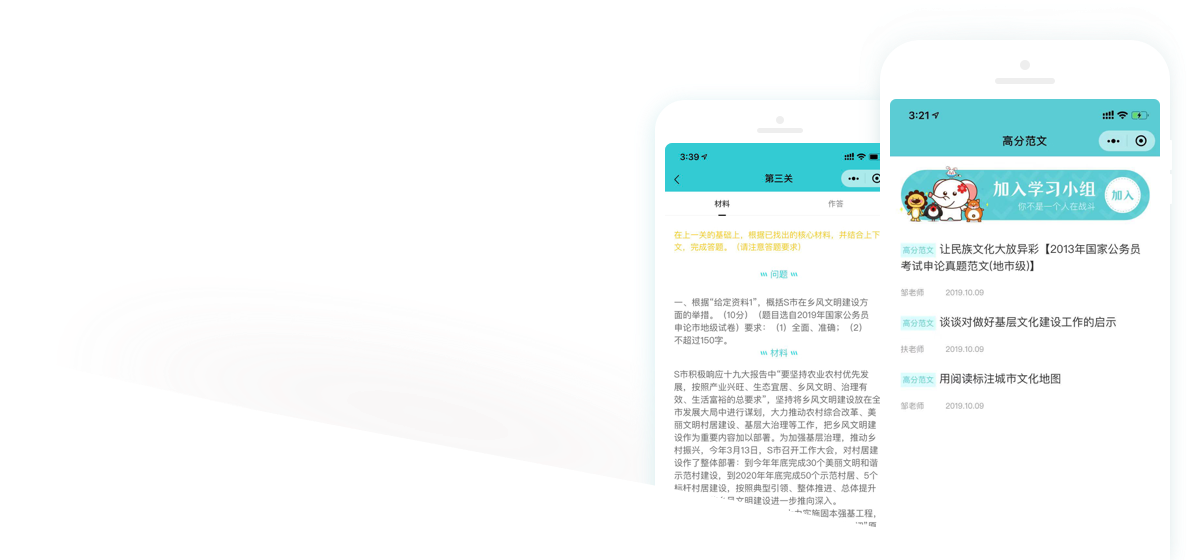 3:39
第三关
材料
作答
在上一关的基础上，根据已找出的核心材料，并结合上下
文，完成答题。（请注意答题要求）
问题
一、根据“给定资料1”，概括S市在乡风文明建设方
面的举措。（10分）（题目选自2019年国家公务员
申论市地级试卷）要求：（1）全面、准确；（2）
不超过150字。
材料
S市积极响应十九大报告中“要坚持农业农村优先发
展，按照产业兴旺、生态宜居、乡风文明、治理有
效、生活富裕的总要求”，坚持将乡风文明建设放在全
市发展大局中进行谋划，大力推动农村综合改革、美
丽文明村居建设、基层大治理等工作，把乡风文明建
设作为重要内容加以部署。为加强基层治理，推动乡
村振兴，今年3月13日，S市召开工作大会，对村居建
设作了整体部署：到今年年底完成30个美丽文明和谐
示范村建设，到2020年年底完成50个示范村居、5个
标杆村居建设，按照典型引领、整体推进、总体提升
风文明建设进一步推向深入。
力实施固本强基工程，
3:21
高分范文
加入学习小组
你不是一个人在战斗
加入
高分范文 让民族文化大放异彩【2013年国家公务员
考试申论真题范文(地市级)】
邹老师 2019.10.09
高分范文 谈谈对做好基层文化建设工作的启示
扶老师 2019.10.09
高分范文 用阅读标注城市文化地图
邹老师 2019.10.09